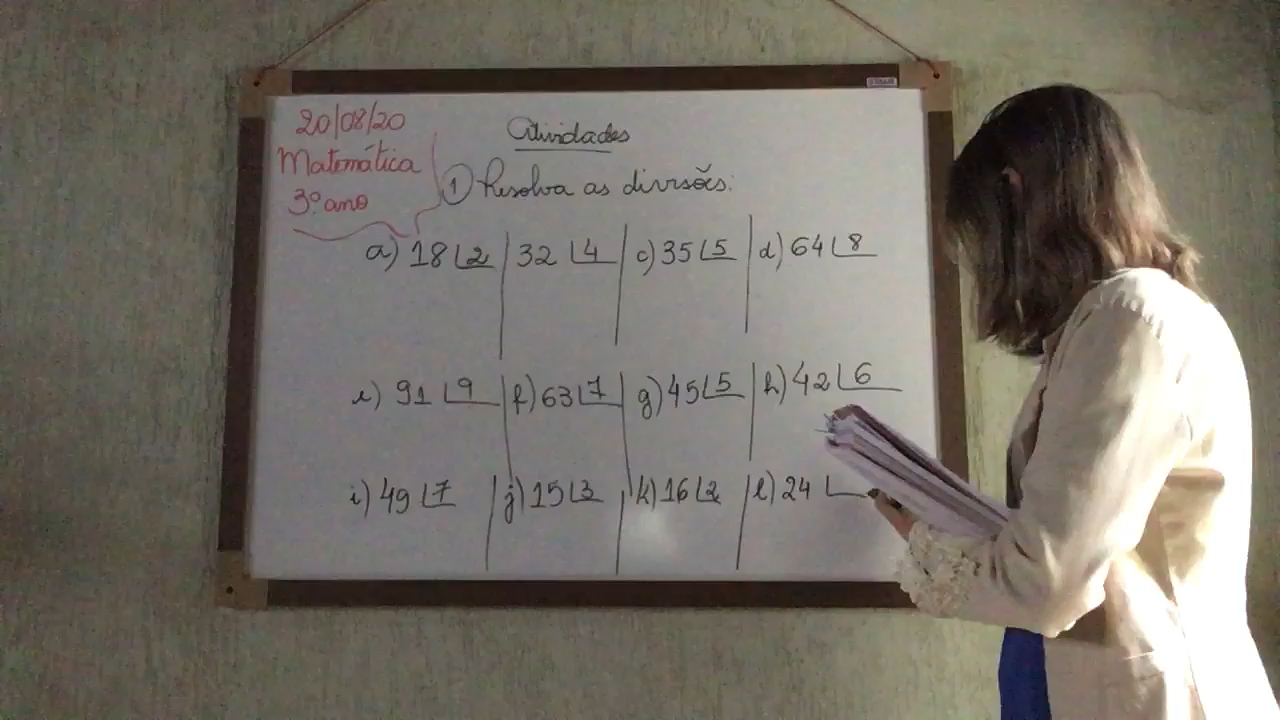 20/08/20
Matemática
3º ano
Atividades
1 Resolva as divisões:
a) 18 2 32 4 c) 35 5 d) 64 8
e) 91 9 f) 63 7 g) 45 5 h) 42 6
i) 49 7 j) 15 3 k) 16 2 l) 24